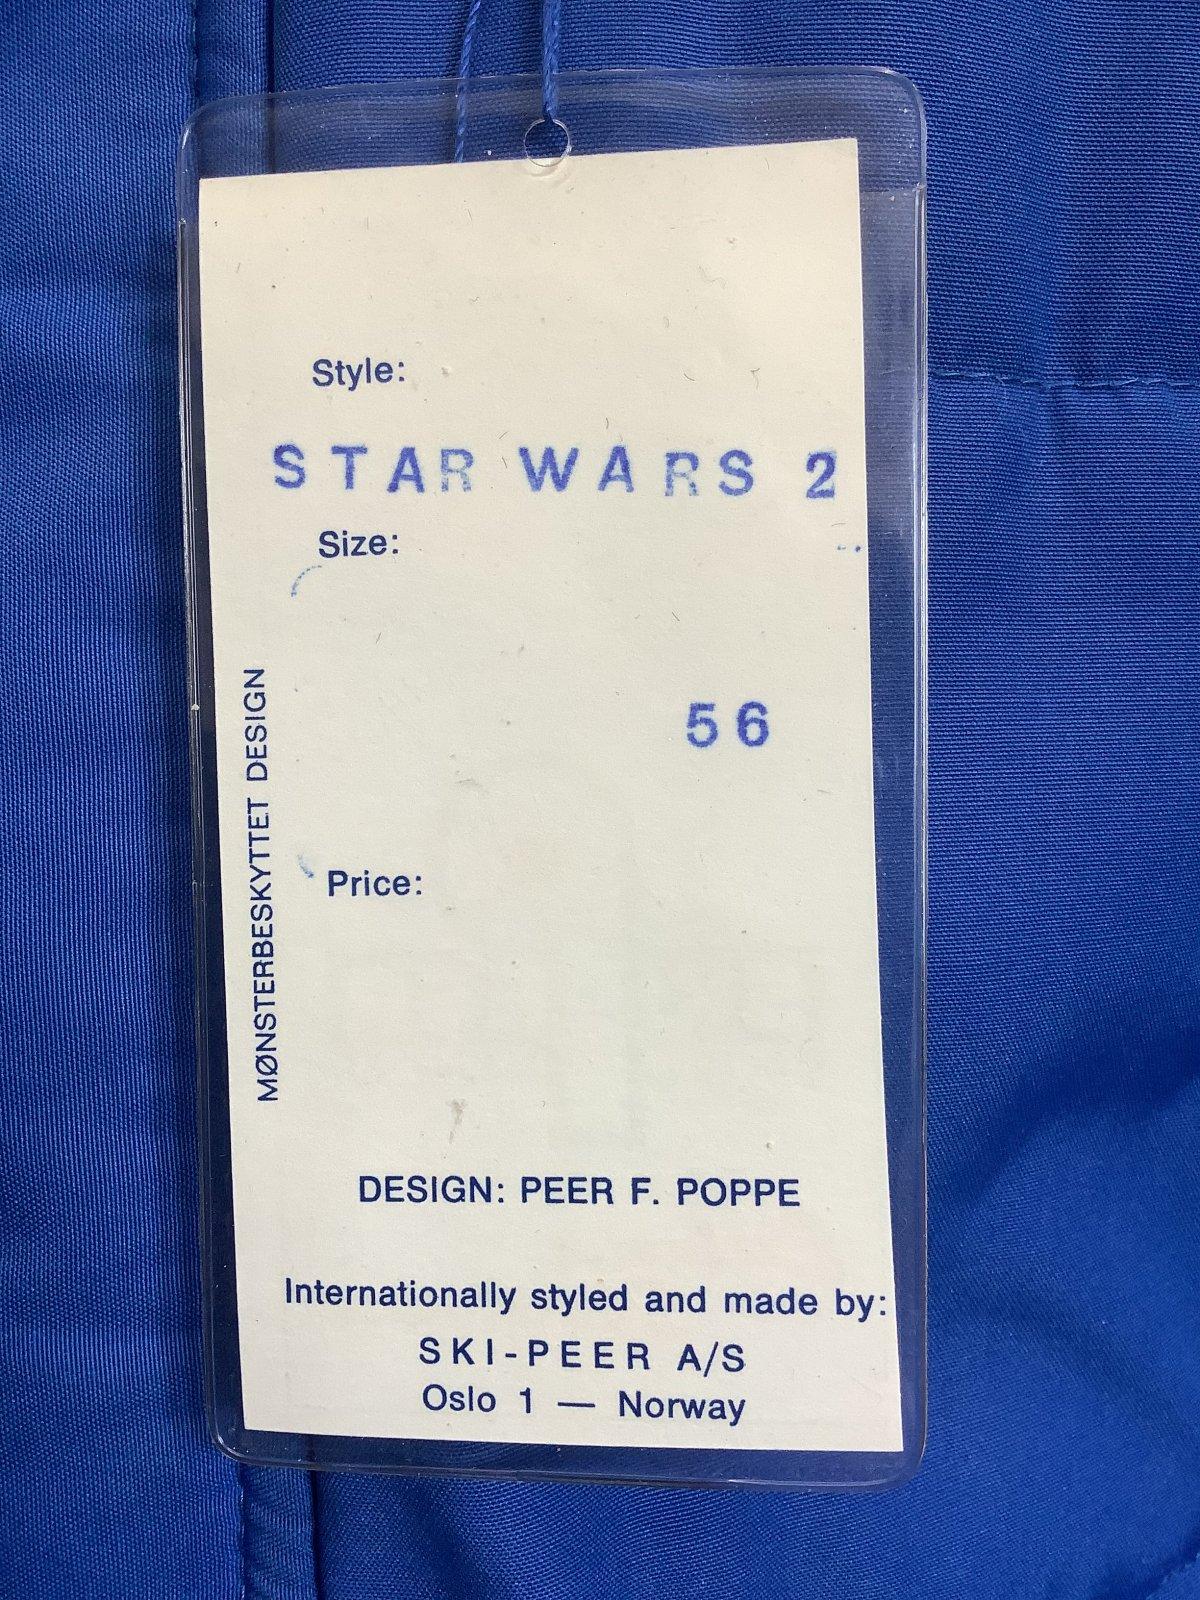 Style:
STAR WARS 2
Size:
56
Price:
MØNSTERBESKYTTET DESIGN
DESIGN: PEER F. POPPE
Internationally styled and made by:
SKI-PEER A/S
Oslo 1 — Norway